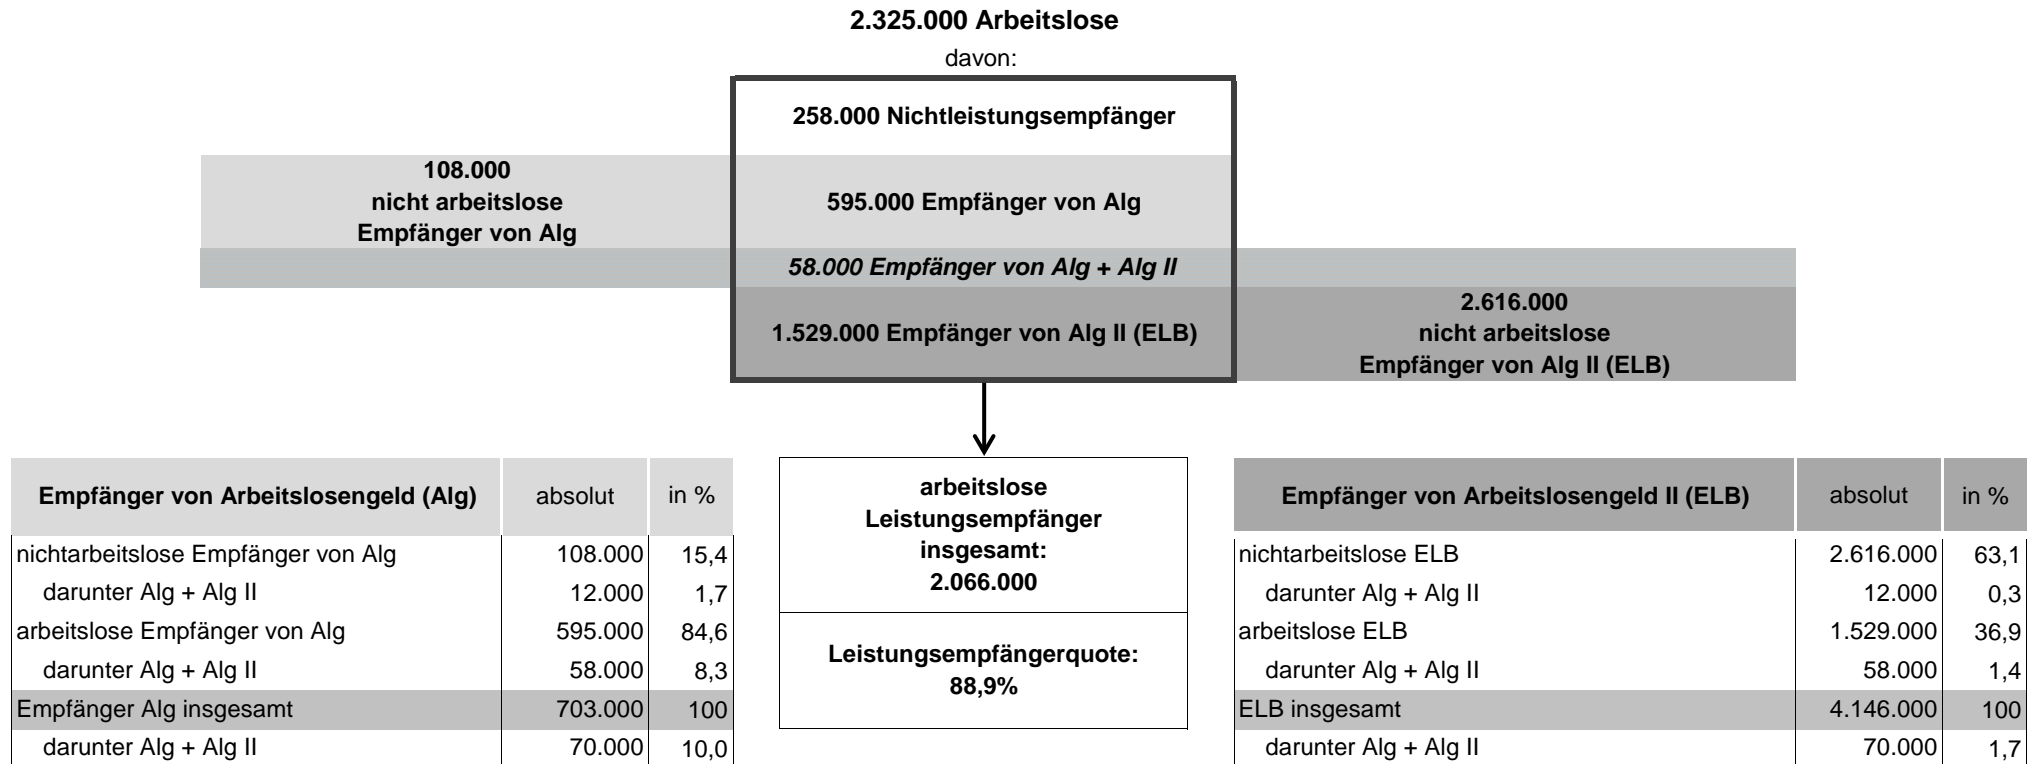 2.325.000 Arbeitslose
davon:
258.000 Nichtleistungsempfänger
108.000
nicht arbeitslose
Empfänger von Alg
595.000 Empfänger von Alg
58.000 Empfänger von Alg + Alg II
1.529.000 Empfänger von Alg II (ELB)
2.616.000
nicht arbeitslose
Empfänger von Alg II (ELB)
Empfänger von Arbeitslosengeld (Alg) absolut in %
nichtarbeitslose Empfänger von Alg 108.000 15,4
darunter Alg + Alg II 12.000 1,7
arbeitslose Empfänger von Alg 595.000 84,6
darunter Alg + Alg II 58.000 8,3
Empfänger Alg insgesamt 703.000 100
darunter Alg + Alg II 70.000 10,0
arbeitslose
Leistungsempfänger
insgesamt:
2.066.000
Leistungsempfängerquote:
88,9%
Empfänger von Arbeitslosengeld II (ELB) absolut in %
nichtarbeitslose ELB 2.616.000 63,1
darunter Alg + Alg II 12.000 0,3
arbeitslose ELB 1.529.000 36,9
darunter Alg + Alg II 58.000 1,4
ELB insgesamt 4.146.000 100
darunter Alg + Alg II 70.000 1,7